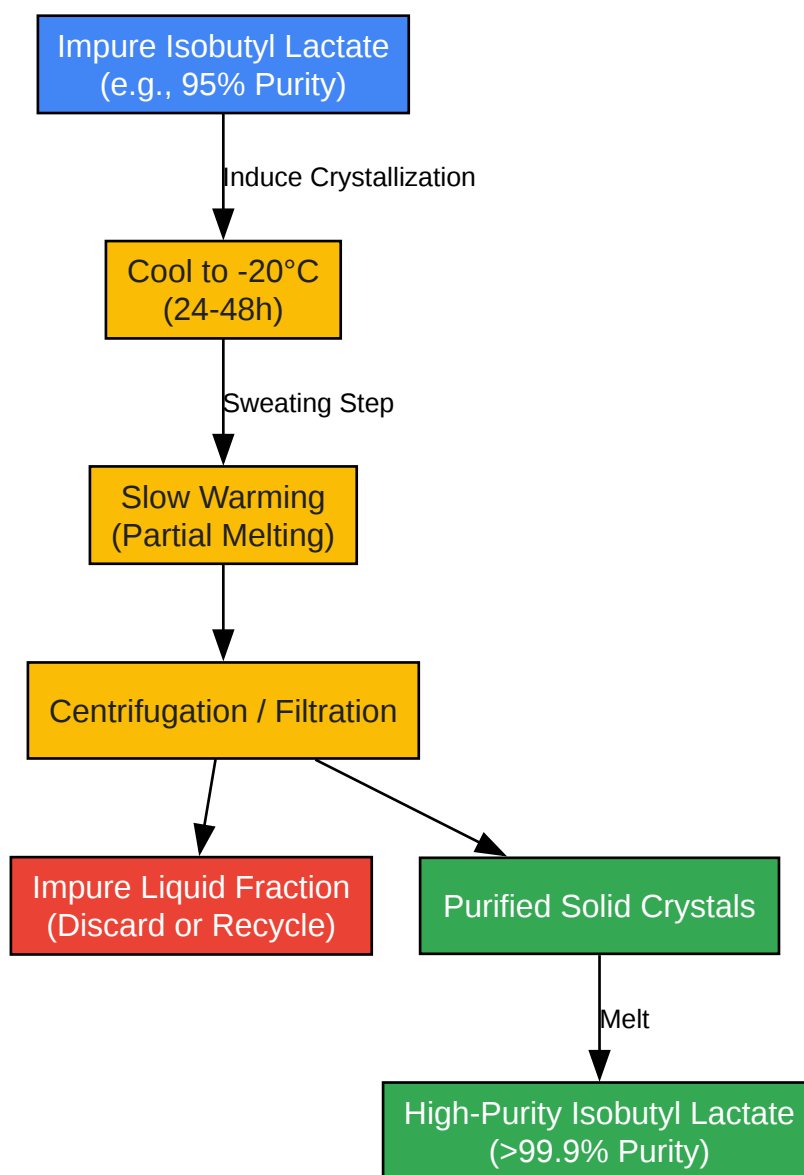 Impure Isobutyl Lactate
(e.g., 95% Purity)
Induce Crystallization
Cool to -20°C
(24-48h)
Sweating Step
Slow Warming
(Partial Melting)
Centrifugation / Filtration
Impure Liquid Fraction
(Discard or Recycle)
Purified Solid Crystals
Melt
High-Purity Isobutyl Lactate
(>99.9% Purity)